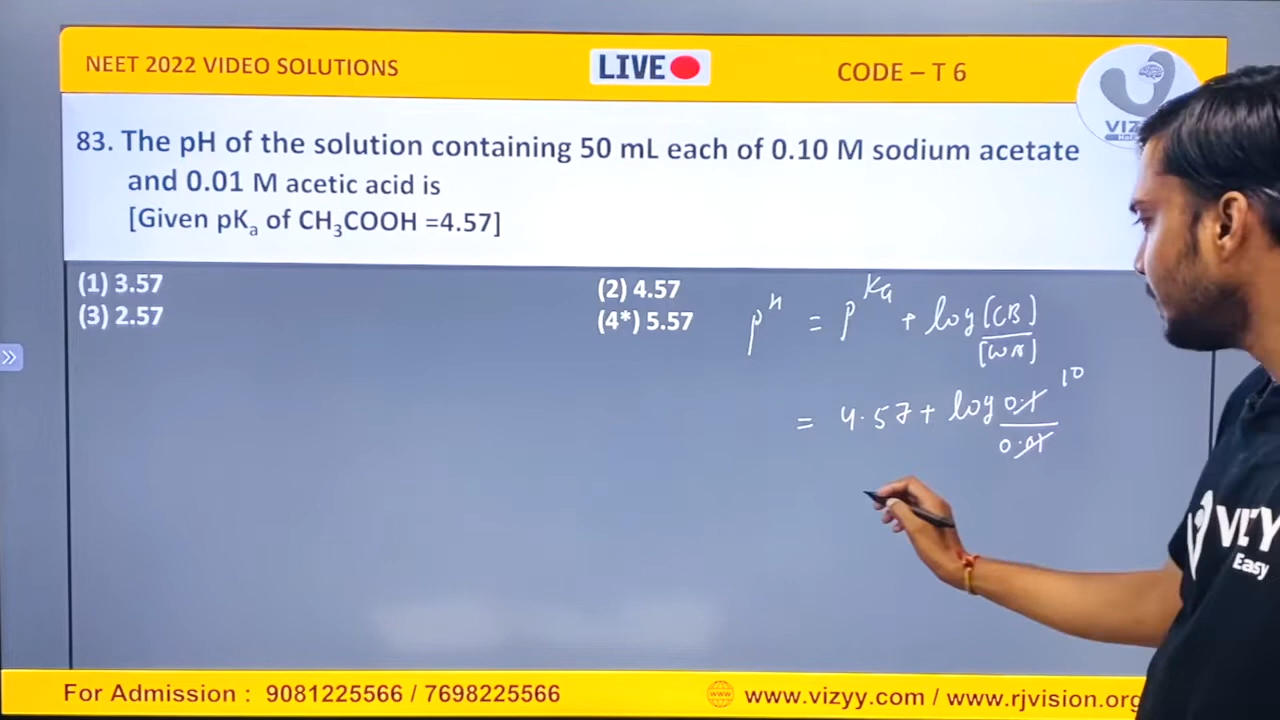 NEET 2022 VIDEO SOLUTIONS
LIVE
CODE – T 6
VIZY
83. The pH of the solution containing 50 mL each of 0.10 M sodium acetate
and 0.01 M acetic acid is
[Given pKₐ of CH₃COOH =4.57]
(1) 3.57
(2) 4.57
(3) 2.57
(4*) 5.57
pH = pKa + log [CB]
[WA]
= 4.57 + log 0.1 10
0.01
VIZY
Easy
For Admission : 9081225566 / 7698225566
www.vizyy.com / www.rjvision.org